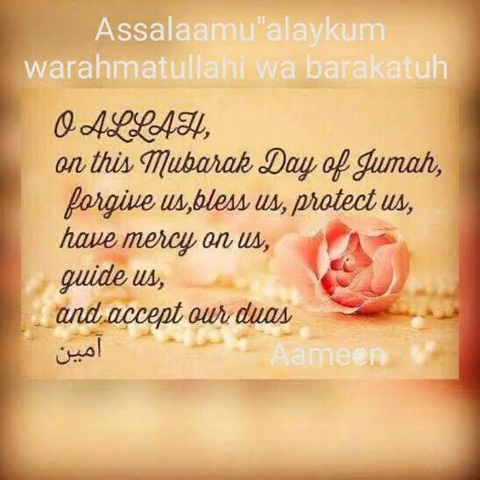 Assalaamu"alaykum
warahmatullahi wa barakatuh
O ALLAH,
on this Mubarak Day of Jumah,
forgive us,bless us, protect us,
have mercy on us,
guide us,
and accept our duas
آمين
Aameen